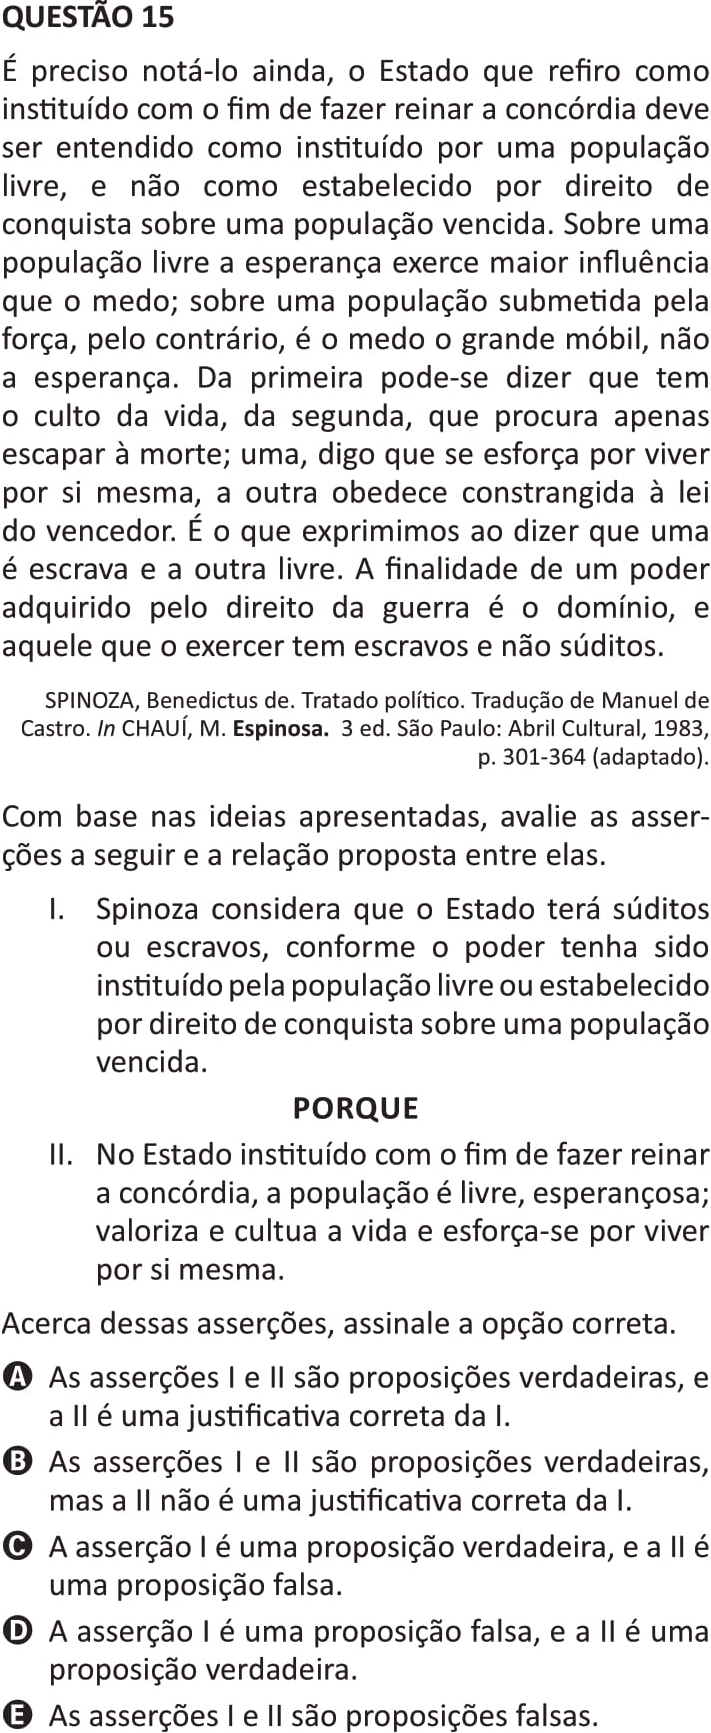 QUESTÃO 15
É preciso notá-lo ainda, o Estado que refiro como
instituído com o fim de fazer reinar a concórdia deve
ser entendido como instituído por uma população
livre, e não como estabelecido por direito de
conquista sobre uma população vencida. Sobre uma
população livre a esperança exerce maior influência
que o medo; sobre uma população submetida pela
força, pelo contrário, é o medo o grande móbil, não
a esperança. Da primeira pode-se dizer que tem
o culto da vida, da segunda, que procura apenas
escapar à morte; uma, digo que se esforça por viver
por si mesma, a outra obedece constrangida à lei
do vencedor. É o que exprimimos ao dizer que uma
é escrava e a outra livre. A finalidade de um poder
adquirido pelo direito da guerra é o domínio, e
aquele que o exercer tem escravos e não súditos.
SPINOZA, Benedictus de. Tratado político. Tradução de Manuel de
Castro. In CHAUÍ, M. Espinosa. 3 ed. São Paulo: Abril Cultural, 1983,
p. 301-364 (adaptado).
Com base nas ideias apresentadas, avalie as asser-
ções a seguir e a relação proposta entre elas.
I. Spinoza considera que o Estado terá súditos
ou escravos, conforme o poder tenha sido
instituído pela população livre ou estabelecido
por direito de conquista sobre uma população
vencida.
PORQUE
II. No Estado instituído com o fim de fazer reinar
a concórdia, a população é livre, esperançosa;
valoriza e cultua a vida e esforça-se por viver
por si mesma.
Acerca dessas asserções, assinale a opção correta.
A As asserções I e II são proposições verdadeiras, e
a II é uma justificativa correta da I.
B As asserções I e II são proposições verdadeiras,
mas a II não é uma justificativa correta da I.
C A asserção I é uma proposição verdadeira, e a II é
uma proposição falsa.
D A asserção I é uma proposição falsa, e a II é uma
proposição verdadeira.
E As asserções I e II são proposições falsas.